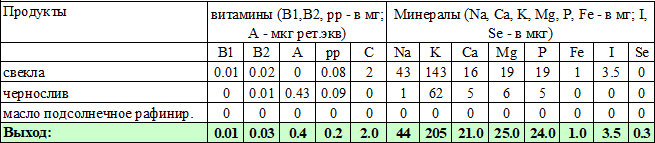 Продукты витамины (B1,B2, pp - в мг; Минералы (Na, Ca, K, Mg, P, Fe - в мг; I,
A - мкг рет.экв) Se - в мкг)
B1 B2 A pp C Na K Ca Mg P Fe I Se
свекла 0.01 0.02 0 0.08 2 43 143 16 19 19 1 3.5 0
чернослив 0 0.01 0.43 0.09 0 1 62 5 6 5 0 0 0
масло подсолнечное рафинир. 0 0 0 0 0 0 0 0 0 0 0 0 0
Выход: 0.01 0.03 0.4 0.2 2.0 44 205 21.0 25.0 24.0 1.0 3.5 0.3